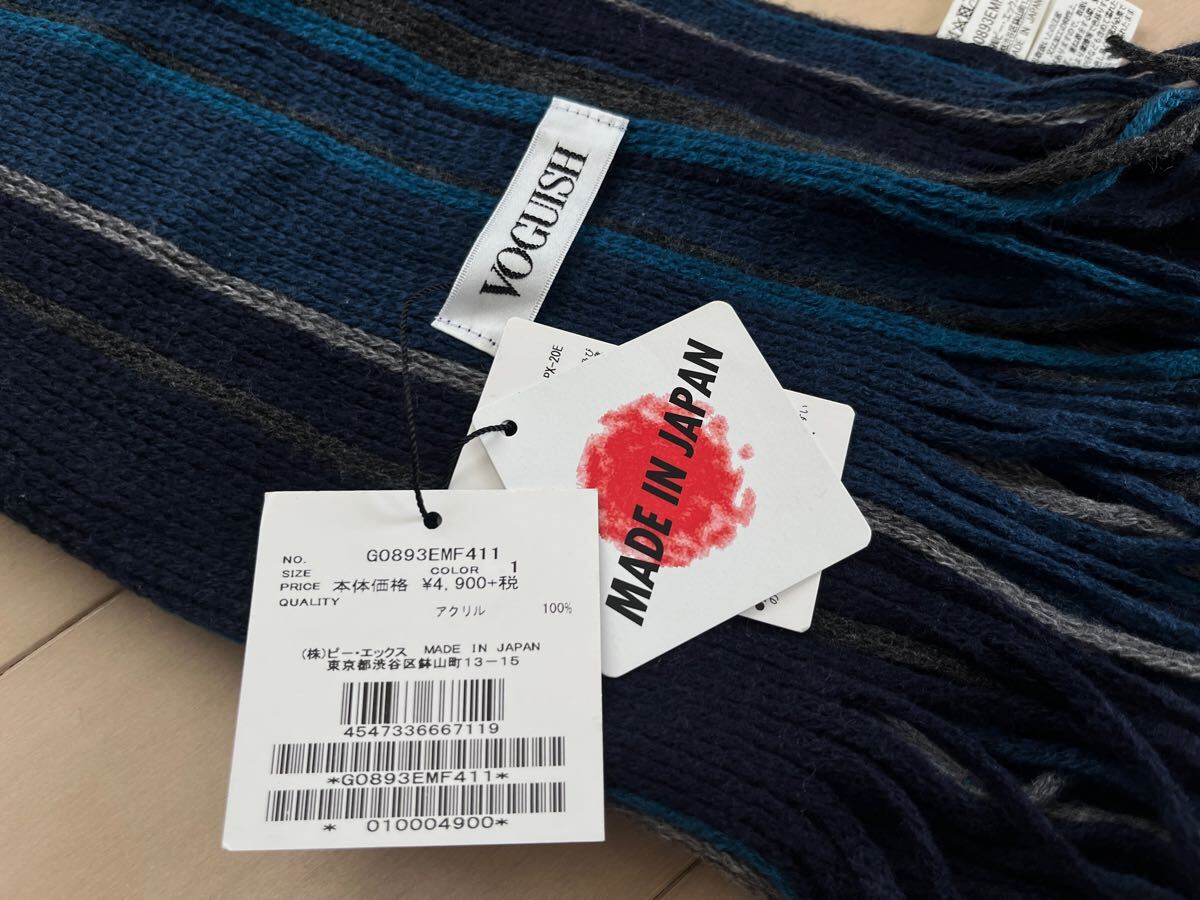 VOGUISH
PX-20E
MADE IN JAPAN
NO. G0893EMF411
SIZE COLOR 1
PRICE 本体価格 ¥4,900+税
QUALITY
アクリル 100%
(株)ビー・エックス MADE IN JAPAN
東京都渋谷区鉢山町13-15
4547336667119
*G0893EMF411*
* 010004900*